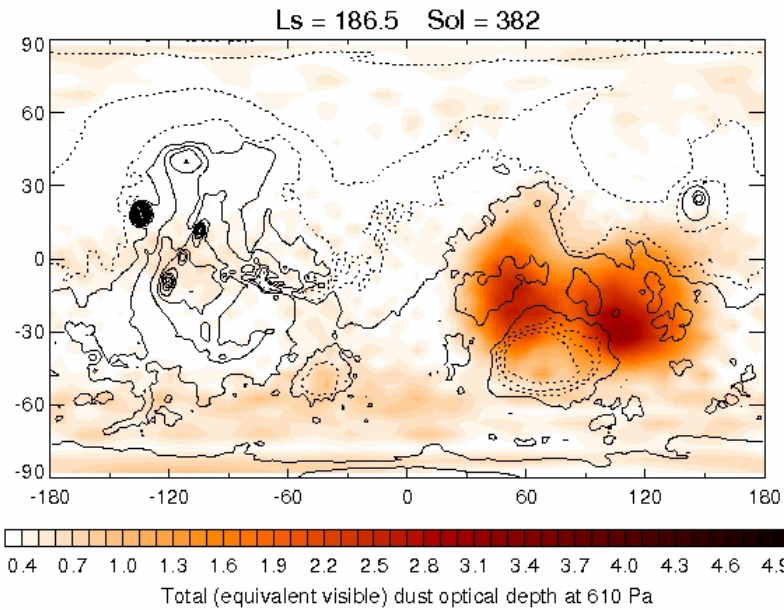 Ls = 186.5 Sol = 382
90
60
30
0
-30
-60
-90
-180 -120 -60 0 60 120 180
0.4 0.7 1.0 1.3 1.6 1.9 2.2 2.5 2.8 3.1 3.4 3.7 4.0 4.3 4.6 4.9
Total (equivalent visible) dust optical depth at 610 Pa